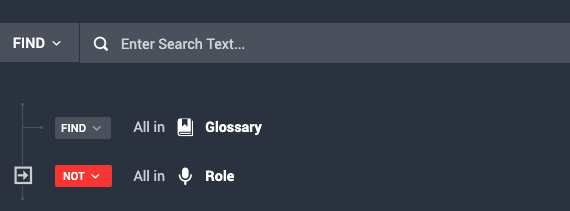 FIND Enter Search Text...
FIND All in Glossary
NOT All in Role